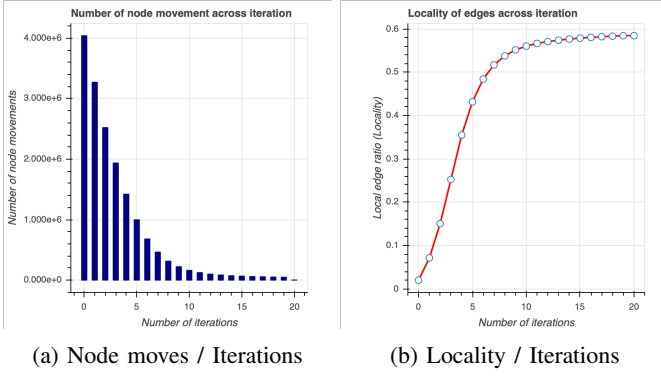 Number of node movement across iteration
Number of node movements
4.000e+6
3.000e+6
2.000e+6
1.000e+6
0.000e+0
0 5 10 15 20
Number of iterations
(a) Node moves / Iterations
Locality of edges across iteration
Local edge ratio (Locality)
0.6
0.5
0.4
0.3
0.2
0.1
0
0 5 10 15 20
Number of iterations
(b) Locality / Iterations